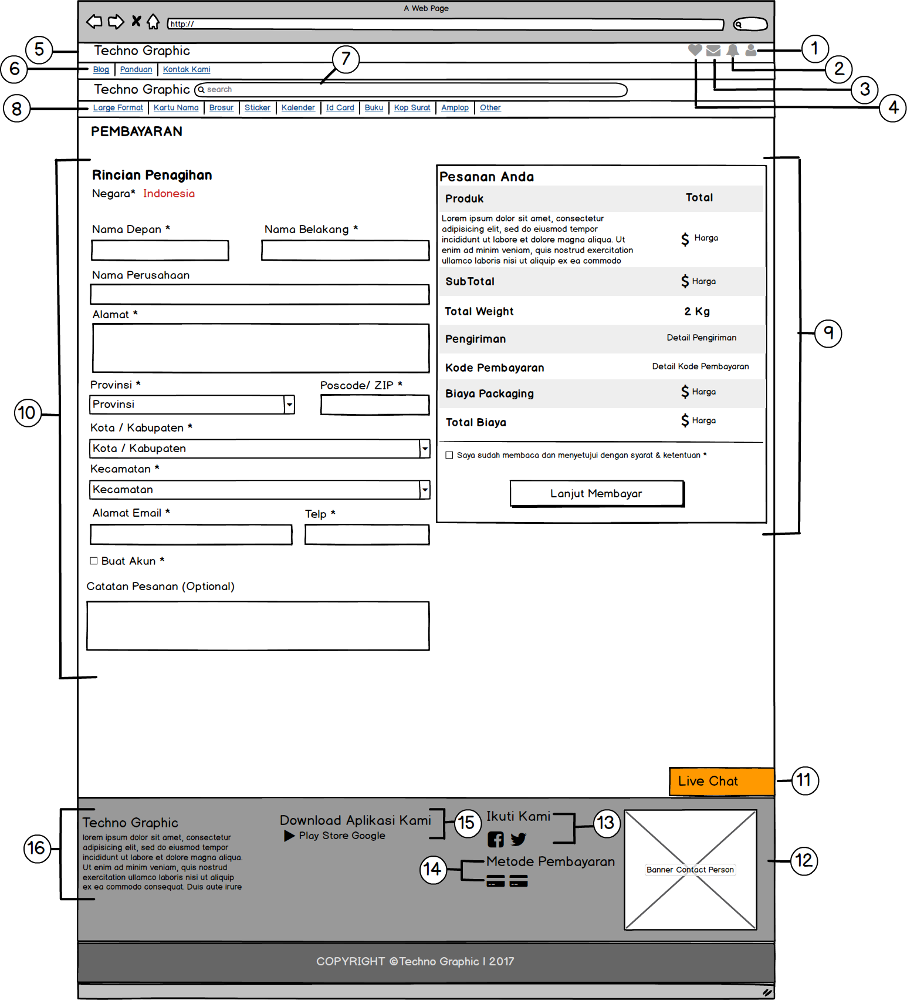 A Web Page
http://
5
Techno Graphic
1
6
Blog
Panduan
Kontak Kami
7
2
Techno Graphic
search
3
8
Large Format
Kartu Nama
Brosur
Sticker
Kalender
Id Card
Buku
Kop Surat
Amplop
Other
4
PEMBAYARAN
10
Rincian Penagihan
Negara* Indonesia
Nama Depan *
Nama Belakang *
Nama Perusahaan
Alamat *
Provinsi *
Poscode/ ZIP *
Provinsi
Kota / Kabupaten *
Kota / Kabupaten
Kecamatan *
Kecamatan
Alamat Email *
Telp *
Buat Akun *
Catatan Pesanan (Optional)
9
Pesanan Anda
Produk
Total
Lorem ipsum dolor sit amet, consectetur
adipisicing elit, sed do eiusmod tempor
incididunt ut labore et dolore magna aliqua. Ut
enim ad minim veniam, quis nostrud exercitation
ullamco laboris nisi ut aliquip ex ea commodo
$ Harga
SubTotal
$ Harga
Total Weight
2 Kg
Pengiriman
Detail Pengiriman
Kode Pembayaran
Detail Kode Pembayaran
Biaya Packaging
$ Harga
Total Biaya
$ Harga
Saya sudah membaca dan menyetujui dengan syarat & ketentuan *
Lanjut Membayar
Live Chat
11
16
Techno Graphic
lorem ipsum dolor sit amet, consectetur
adipisicing elit, sed do eiusmod tempor
incididunt ut labore et dolore magna aliqua.
Ut enim ad minim veniam, quis nostrud
exercitation ullamco laboris nisi ut aliquip
ex ea commodo consequat. Duis aute irure
Download Aplikasi Kami
Play Store Google
15
Ikuti Kami
13
14
Metode Pembayaran
Banner Contact Person
12
COPYRIGHT ©Techno Graphic | 2017